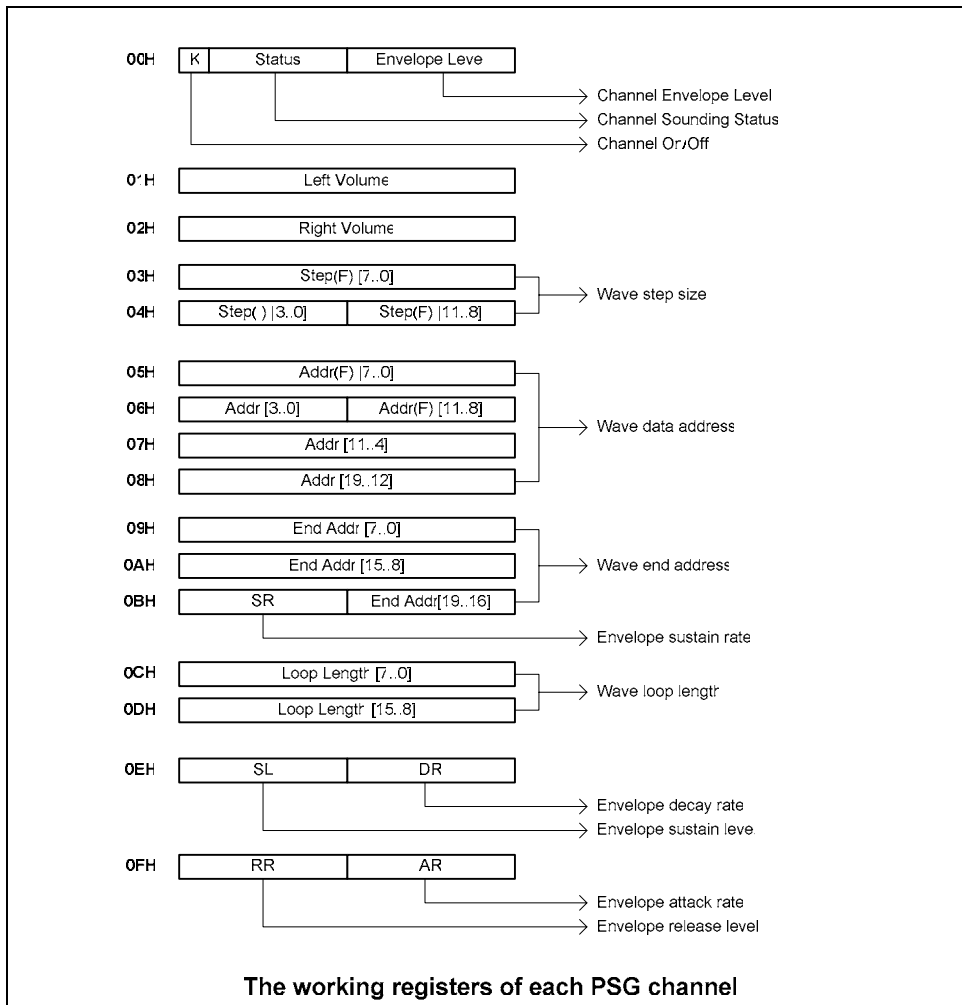 00H K Status Envelope Leve
Channel Envelope Level
Channel Sounding Status
Channel On/Off
01H Left Volume
02H Right Volume
03H Step(F) [7..0]
Wave step size
04H Step( ) [3..0] Step(F) [11..8]
05H Addr(F) [7..0]
06H Addr [3..0] Addr(F) [11..8]
Wave data address
07H Addr [11..4]
08H Addr [19..12]
09H End Addr [7..0]
0AH End Addr [15..8]
Wave end address
0BH SR End Addr[19..16]
Envelope sustain rate
0CH Loop Length [7..0]
Wave loop length
0DH Loop Length [15..8]
0EH SL DR
Envelope decay rate
Envelope sustain leve
0FH RR AR
Envelope attack rate
Envelope release level
The working registers of each PSG channel